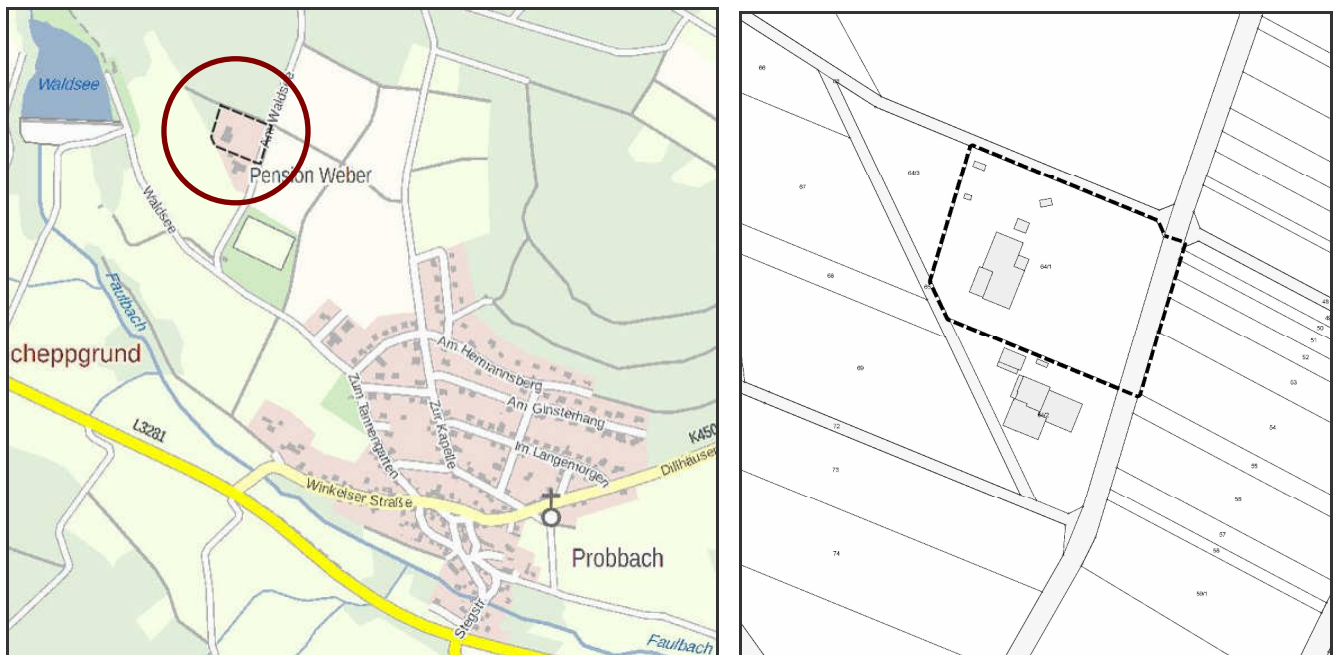 Waldsee
Am Waldsee
Pension Weber
Waldsee
Faulbach
cheppgrund
Am Hermannsberg
Am Ginsterhang
Zum Tannengarten
Zur Kapelle
Im Langemorgen
K450
L3281
Dillhäuser
Winkelser Straße
Probbach
Stegstr.
Faulbach
66
64/3
67
64/1
68
69
72
73
74
48
50
51
52
53
54
55
56
57
58
59/1